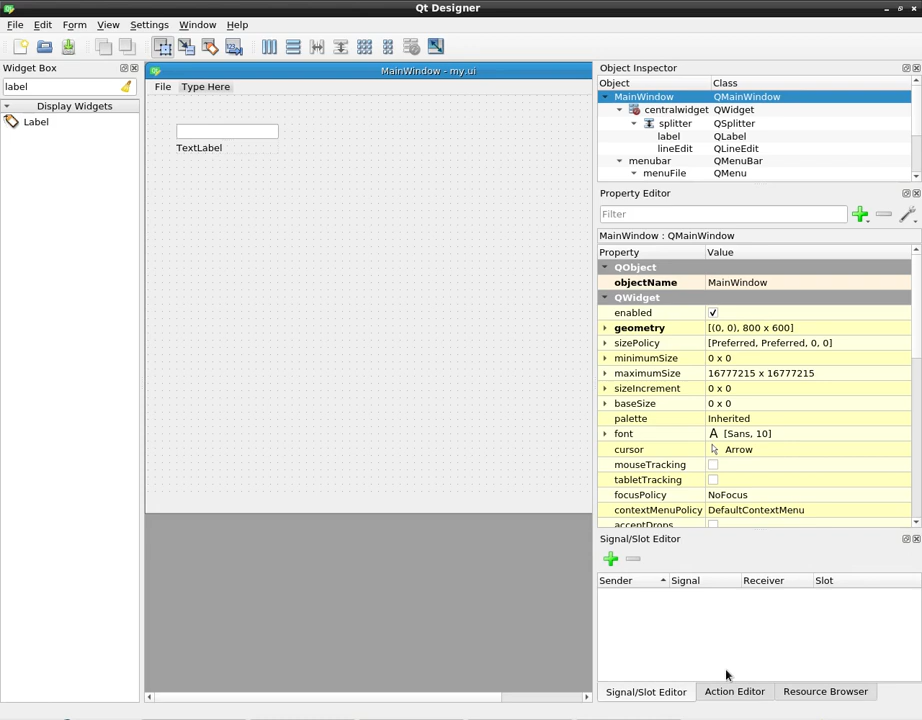 Qt Designer
File Edit Form View Settings Window Help
Widget Box
label
Display Widgets
Label
MainWindow - my.ui
File Type Here
TextLabel
Object Inspector
Object Class
MainWindow QMainWindow
centralwidget QWidget
splitter QSplitter
label QLabel
lineEdit QLineEdit
menubar QMenuBar
menuFile QMenu
Property Editor
Filter
MainWindow : QMainWindow
Property Value
QObject
objectName MainWindow
QWidget
enabled
geometry [(0, 0), 800 x 600]
sizePolicy [Preferred, Preferred, 0, 0]
minimumSize 0 x 0
maximumSize 16777215 x 16777215
sizeIncrement 0 x 0
baseSize 0 x 0
palette Inherited
font A [Sans, 10]
cursor Arrow
mouseTracking
tabletTracking
focusPolicy NoFocus
contextMenuPolicy DefaultContextMenu
acceptDrops
Signal/Slot Editor
Sender Signal Receiver Slot
Signal/Slot Editor Action Editor Resource Browser